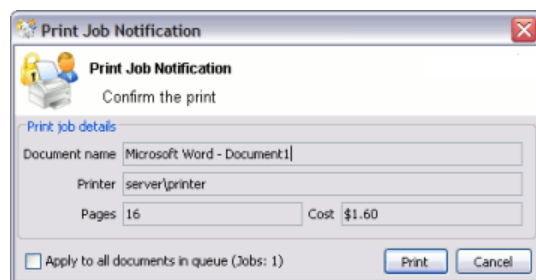 Print Job Notification
Print Job Notification
Confirm the print
Print job details
Document name Microsoft Word - Document1
Printer server\printer
Pages 16 Cost $1.60
Apply to all documents in queue (Jobs: 1) Print Cancel